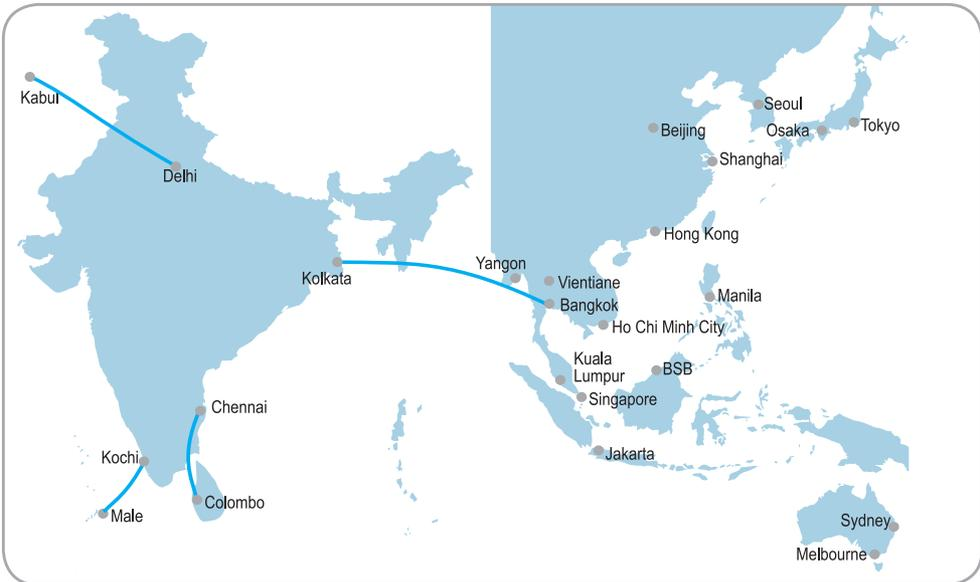 Kabul
Delhi
Kolkata
Chennai
Kochi
Male
Colombo
Yangon
Vientiane
Bangkok
Ho Chi Minh City
Kuala
Lumpur
Singapore
BSB
Jakarta
Beijing
Seoul
Osaka
Tokyo
Shanghai
Hong Kong
Manila
Sydney
Melbourne